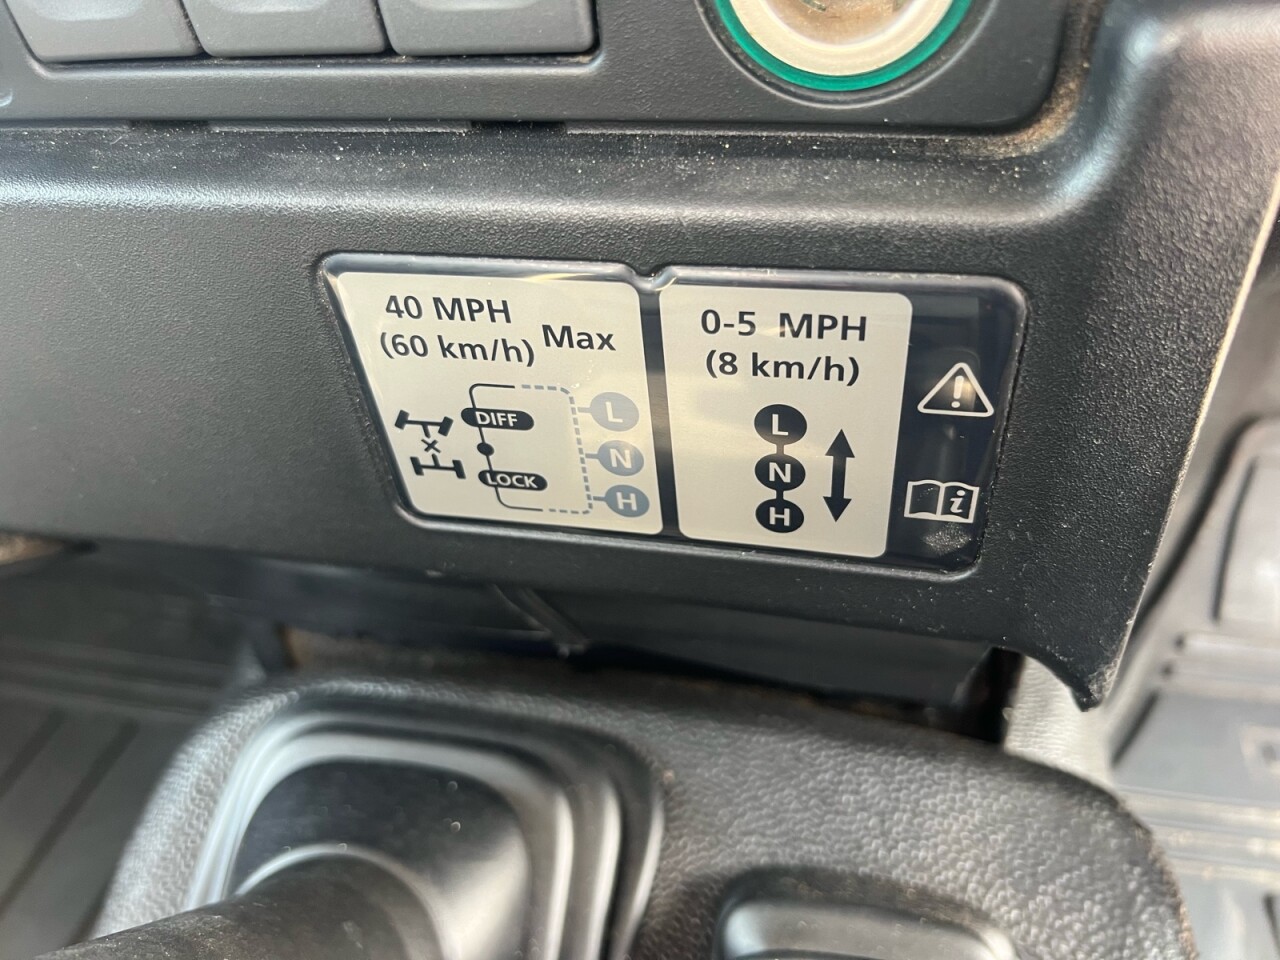 40 MPH
(60 km/h) Max
DIFF
LOCK
L
N
H
0-5 MPH
(8 km/h)
L
N
H
i